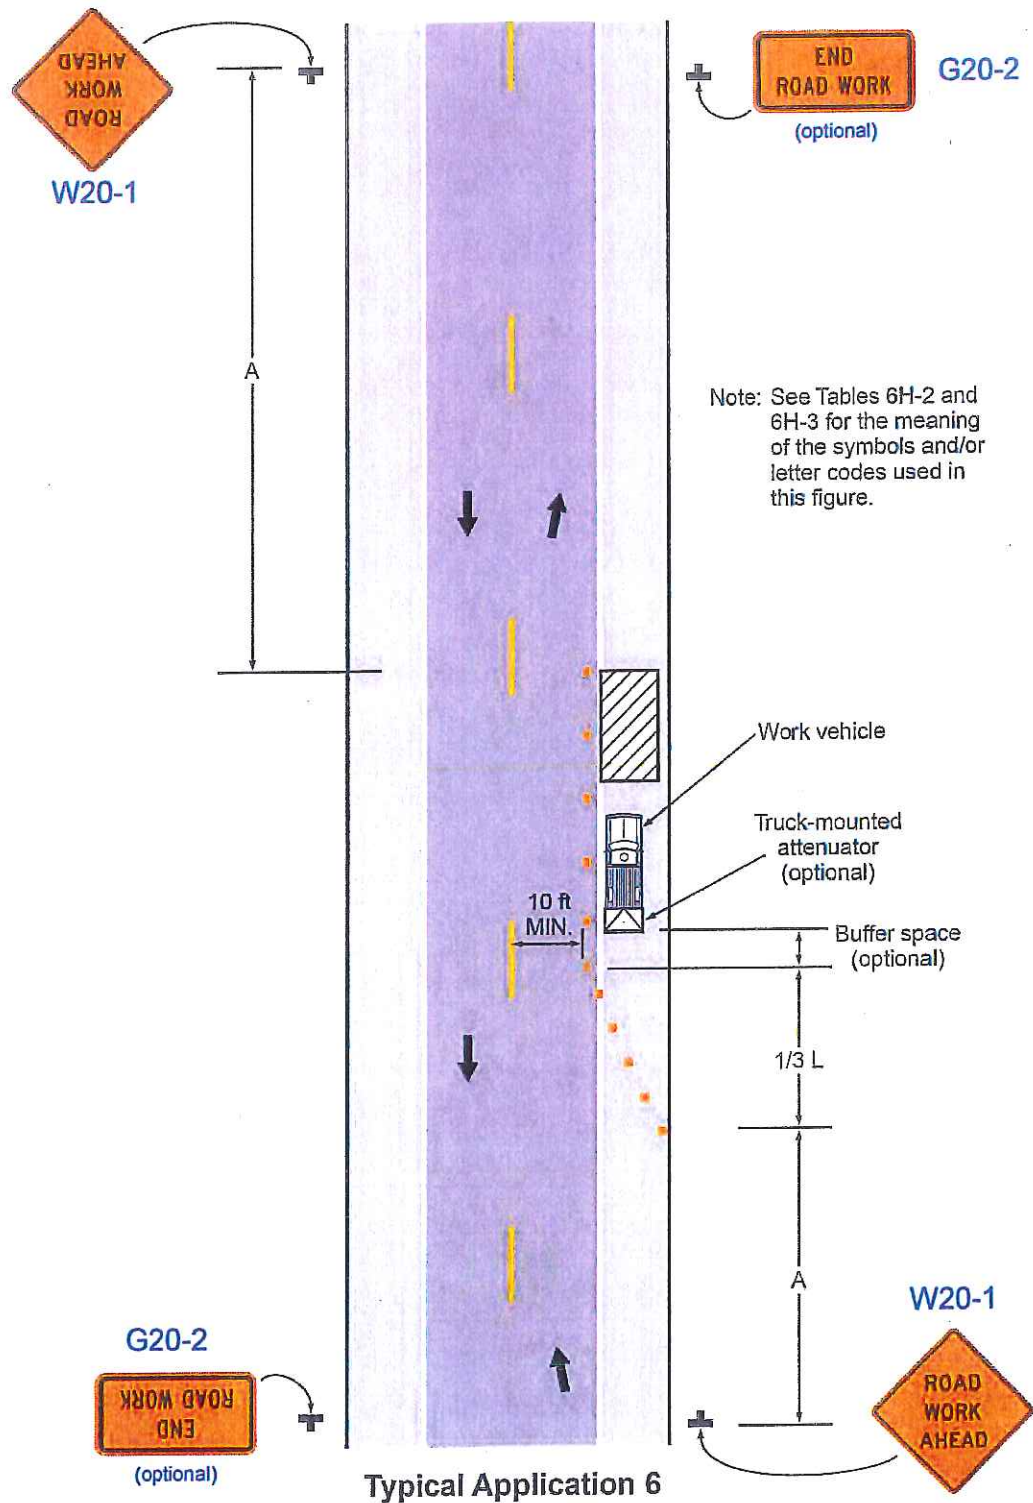 ROAD
WORK
AHEAD
W20-1
END
ROAD WORK
(optional)
G20-2
A
Note: See Tables 6H-2 and
6H-3 for the meaning
of the symbols and/or
letter codes used in
this figure.
Work vehicle
Truck-mounted
attenuator
(optional)
10 ft
MIN.
Buffer space
(optional)
1/3 L
A
W20-1
ROAD
WORK
AHEAD
G20-2
END
ROAD WORK
(optional)
Typical Application 6